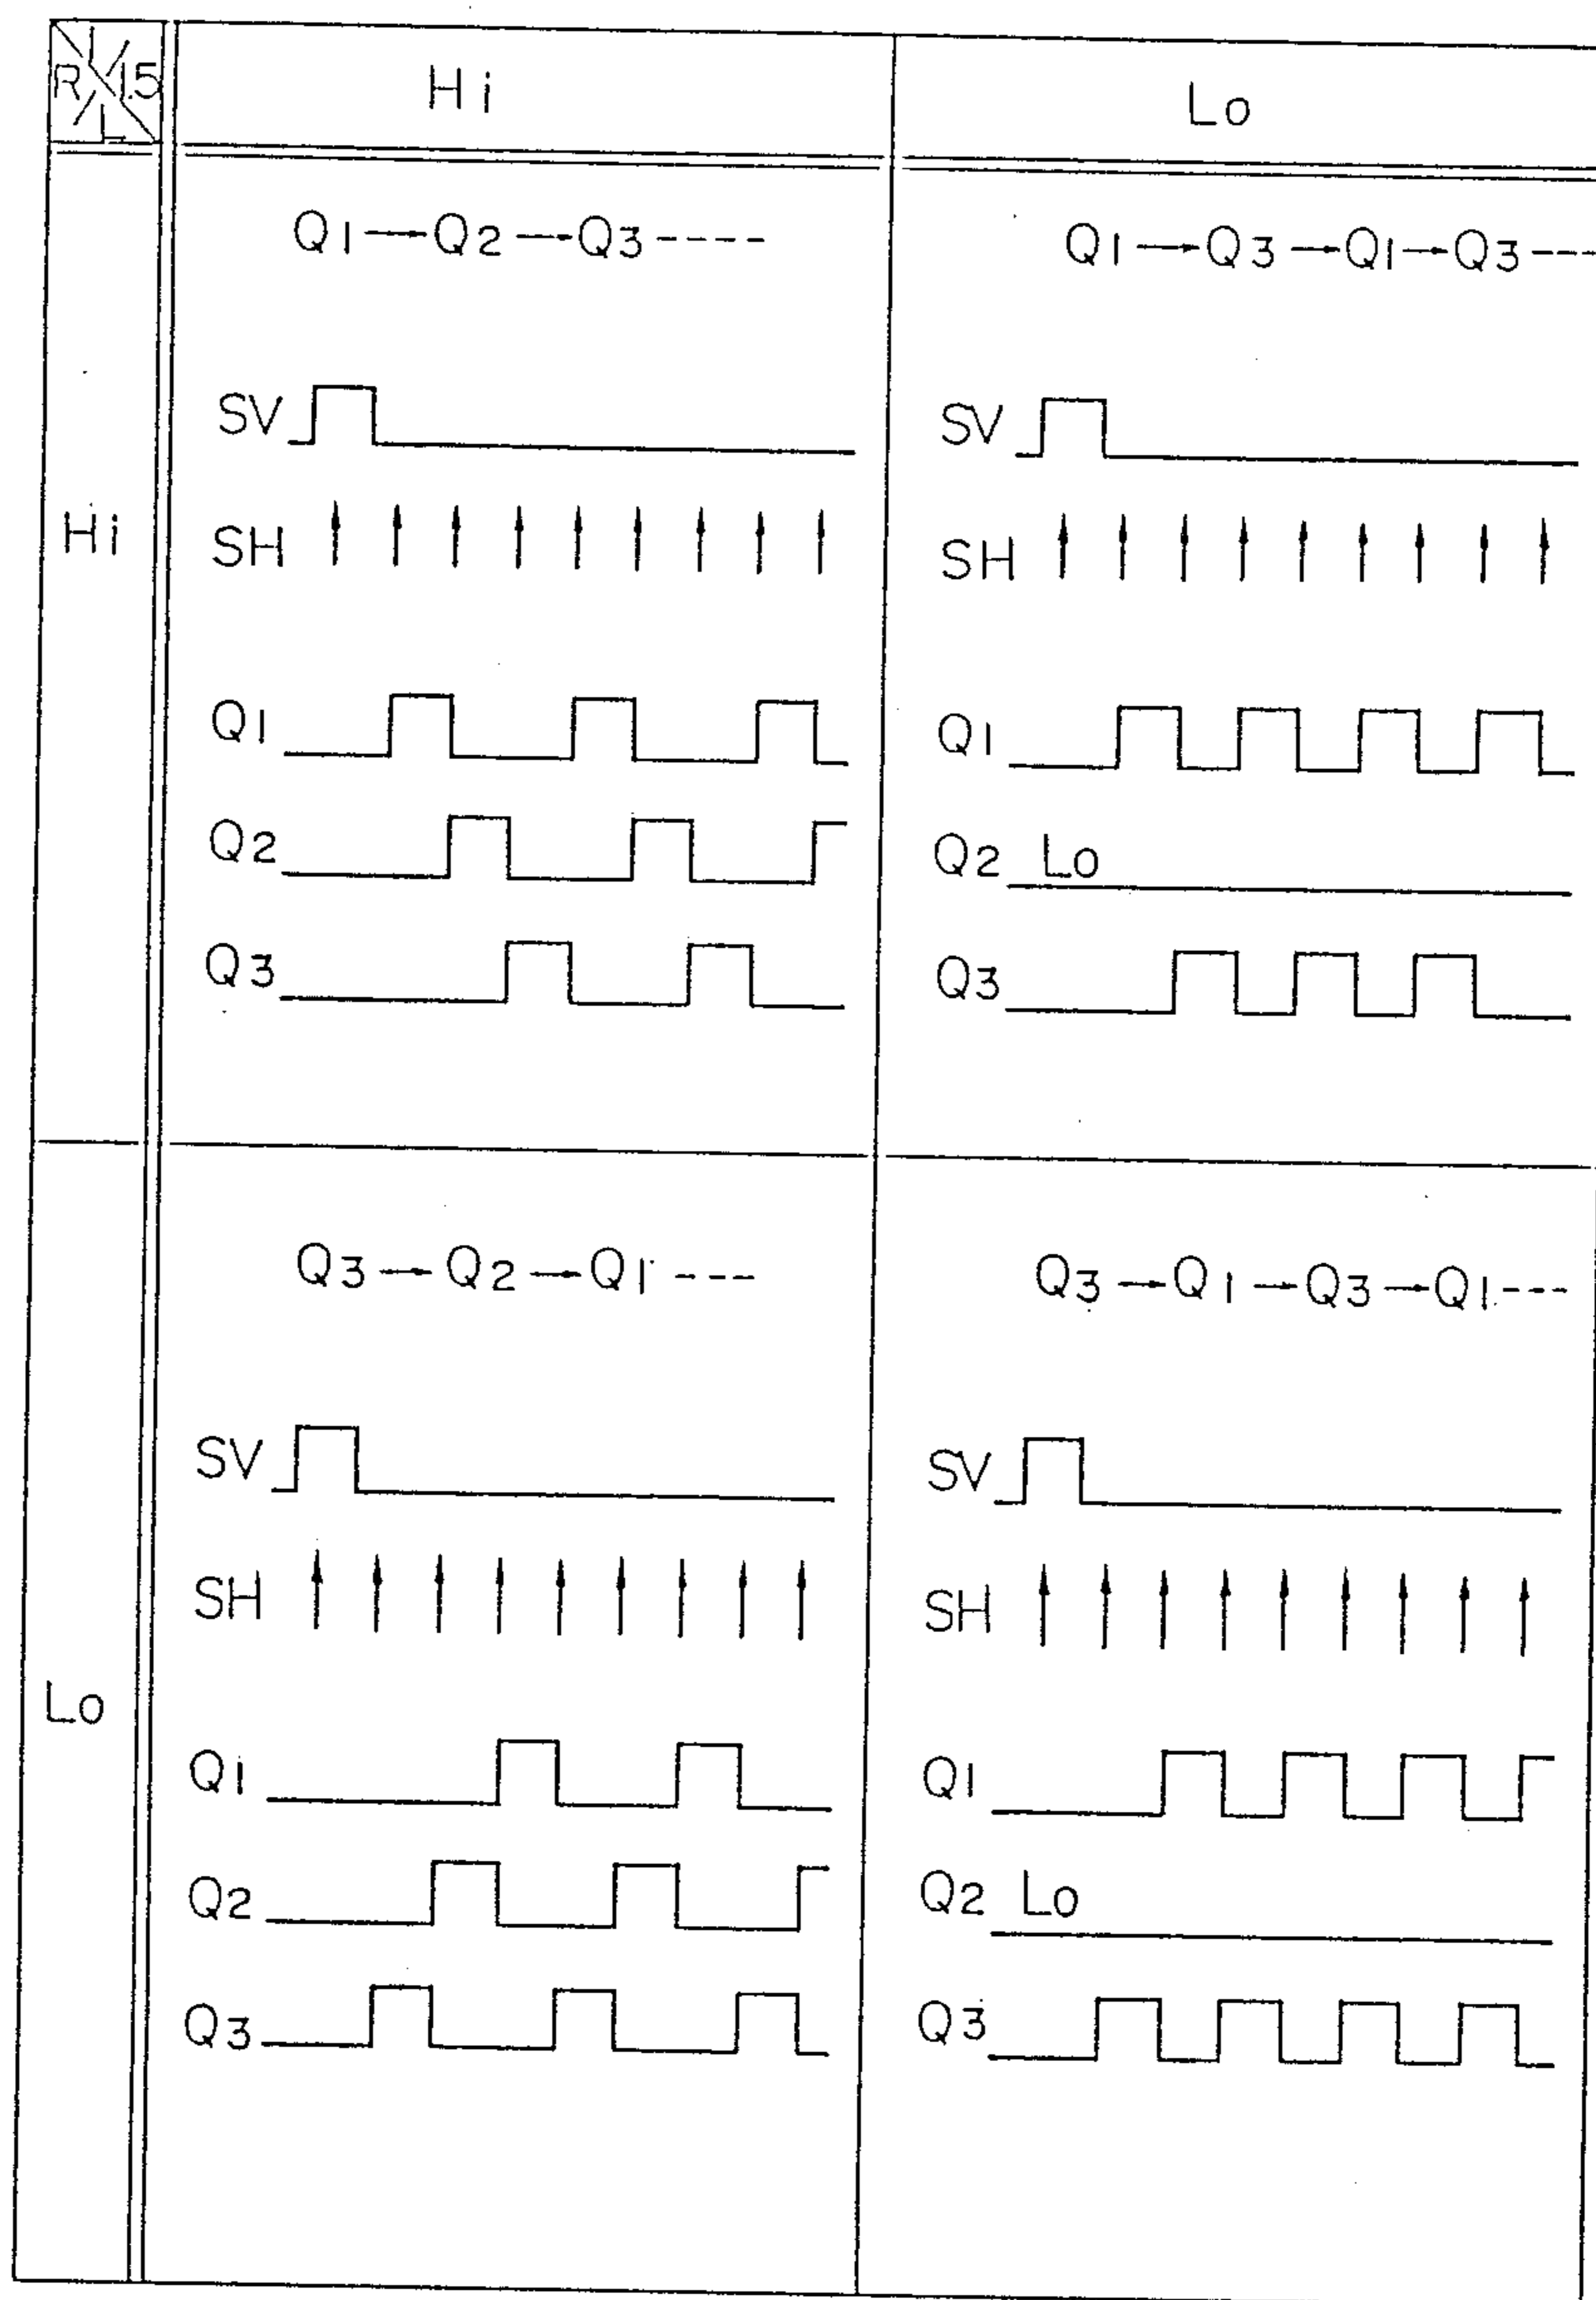 R/L 1/1.5
Hi
Lo
Hi
Q1→Q2→Q3----
SV
SH
Q1
Q2
Q3
Q1→Q3→Q1→Q3----
SV
SH
Q1
Q2 Lo
Q3
Lo
Q3→Q2→Q1----
SV
SH
Q1
Q2
Q3
Q3→Q1→Q3→Q1----
SV
SH
Q1
Q2 Lo
Q3